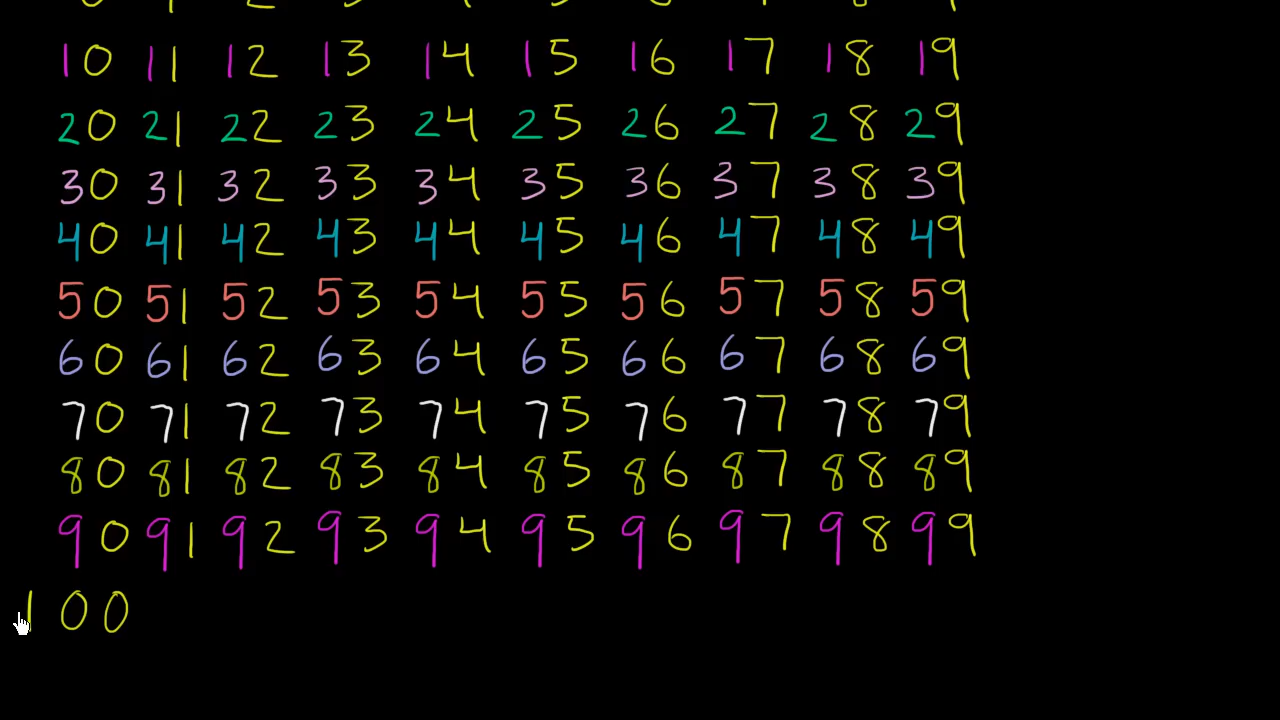 10 11 12 13 14 15 16 17 18 19
20 21 22 23 24 25 26 27 28 29
30 31 32 33 34 35 36 37 38 39
40 41 42 43 44 45 46 47 48 49
50 51 52 53 54 55 56 57 58 59
60 61 62 63 64 65 66 67 68 69
70 71 72 73 74 75 76 77 78 79
80 81 82 83 84 85 86 87 88 89
90 91 92 93 94 95 96 97 98 99
100